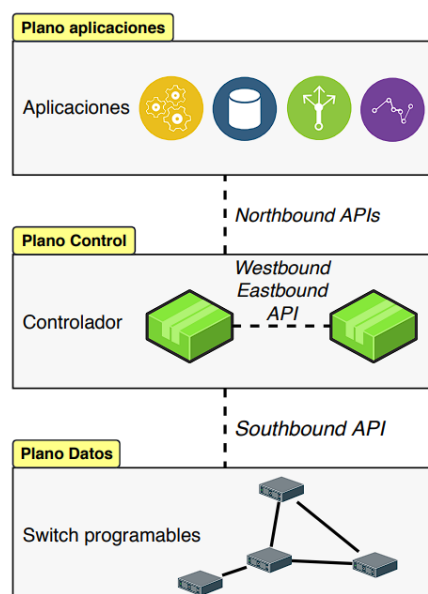 Plano aplicaciones
Aplicaciones
Northbound APIs
Plano Control
Westbound
Eastbound
API
Controlador
Southbound API
Plano Datos
Switch programables